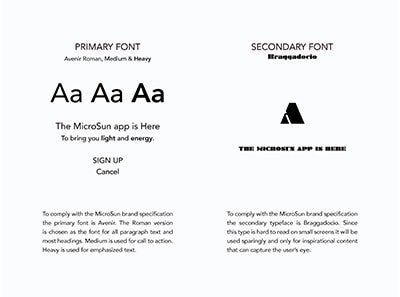 PRIMARY FONT
Avenir Roman, Medium & Heavy
Aa Aa Aa
The MicroSun app is Here
To bring you light and energy.
SIGN UP
Cancel
To comply with the MicroSun brand specification
the primary font is Avenir. The Roman version
is chosen as the font for all paragraph text and
most headings. Medium is used for call to action.
Heavy is used for emphasized text.
SECONDARY FONT
Braggadocio
A
THE MICROSUN APP IS HERE
To comply with the MicroSun brand specification
the secondary typeface is Braggadocio. Since
this type is hard to read on small screens it will be
used sparingly and only for inspirational content
that can capture the user's eye.